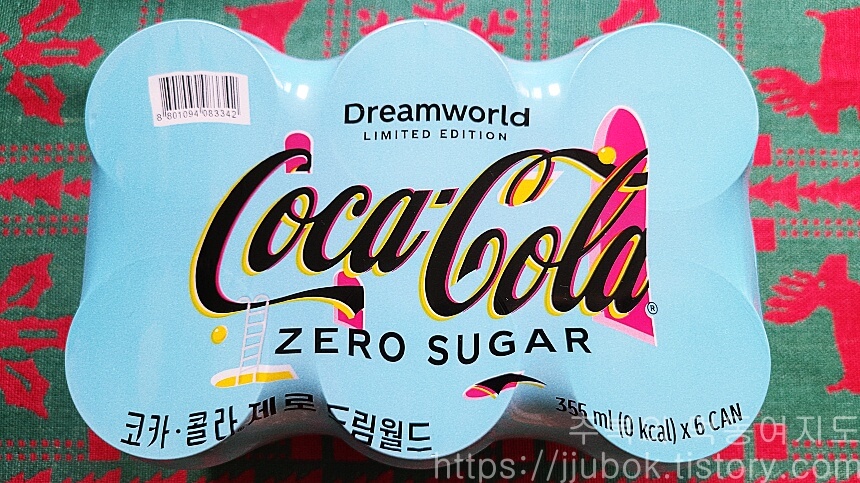 8 801094 083342
Dreamworld
LIMITED EDITION
Coca-Cola®
ZERO SUGAR
코카·콜라 제로 드림월드
355 ml (0 kcal) x 6 CAN
https://jjubok.tistory.com